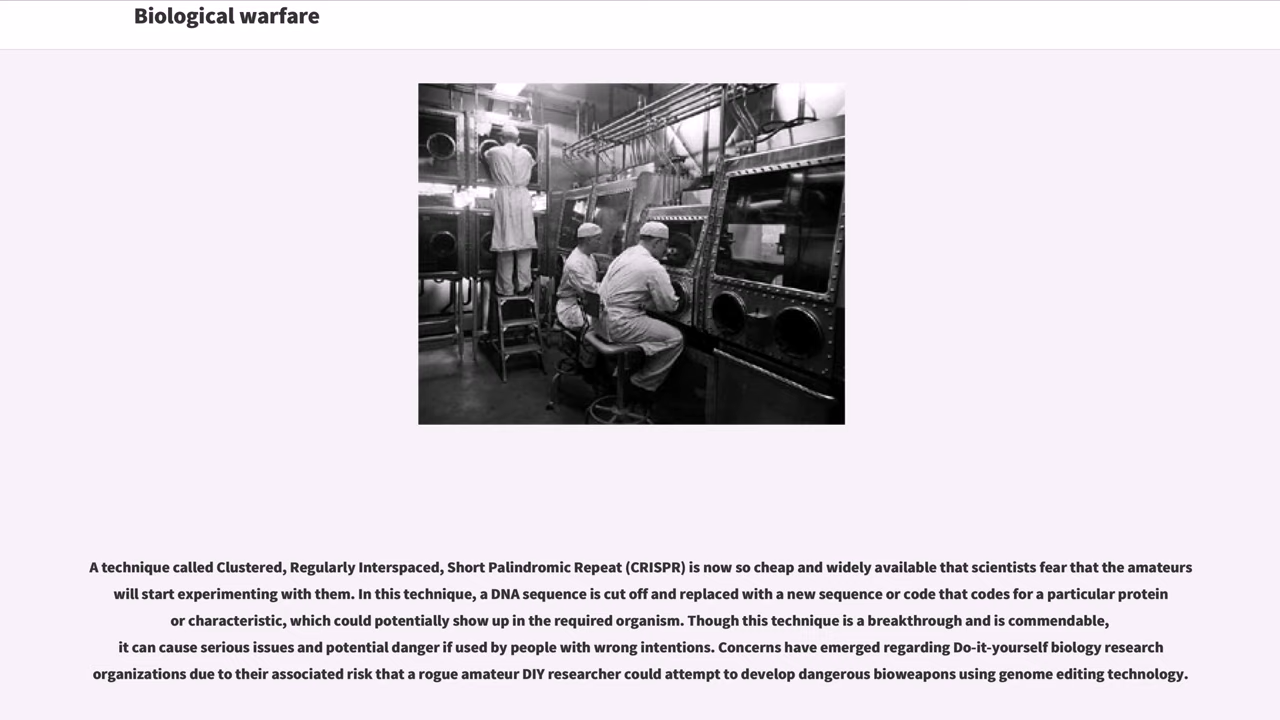 Biological warfare
A technique called Clustered, Regularly Interspaced, Short Palindromic Repeat (CRISPR) is now so cheap and widely available that scientists fear that the amateurs
will start experimenting with them. In this technique, a DNA sequence is cut off and replaced with a new sequence or code that codes for a particular protein
or characteristic, which could potentially show up in the required organism. Though this technique is a breakthrough and is commendable,
it can cause serious issues and potential danger if used by people with wrong intentions. Concerns have emerged regarding Do-it-yourself biology research
organizations due to their associated risk that a rogue amateur DIY researcher could attempt to develop dangerous bioweapons using genome editing technology.